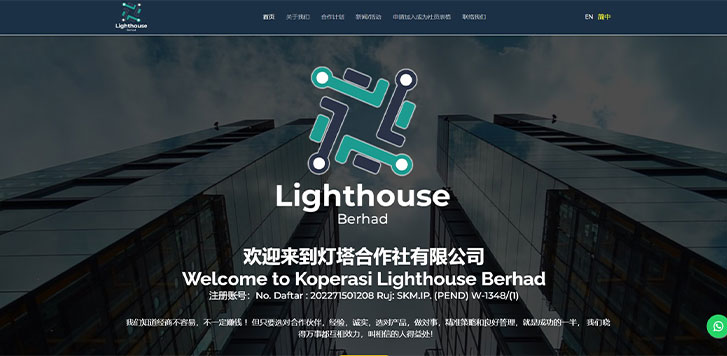 Lighthouse
Berhad
首页 关于我们 合作计划 新闻/活动 申请加入成为社员表格 联络我们
EN 简中
Lighthouse
Berhad
欢迎来到灯塔合作社有限公司
Welcome to Koperasi Lighthouse Berhad
注册账号：No. Daftar : 202271501208 Ruj: SKM.IP. (PEND) W-1348/(1)
我们知道经商不容易，不一定赚钱！ 但只要选对合作伙伴，经验，诚实，选对产品，做对事，精准策略和良好管理，就是成功的一半， 我们晓
得万事都互相效力，叫相信的人得益处！